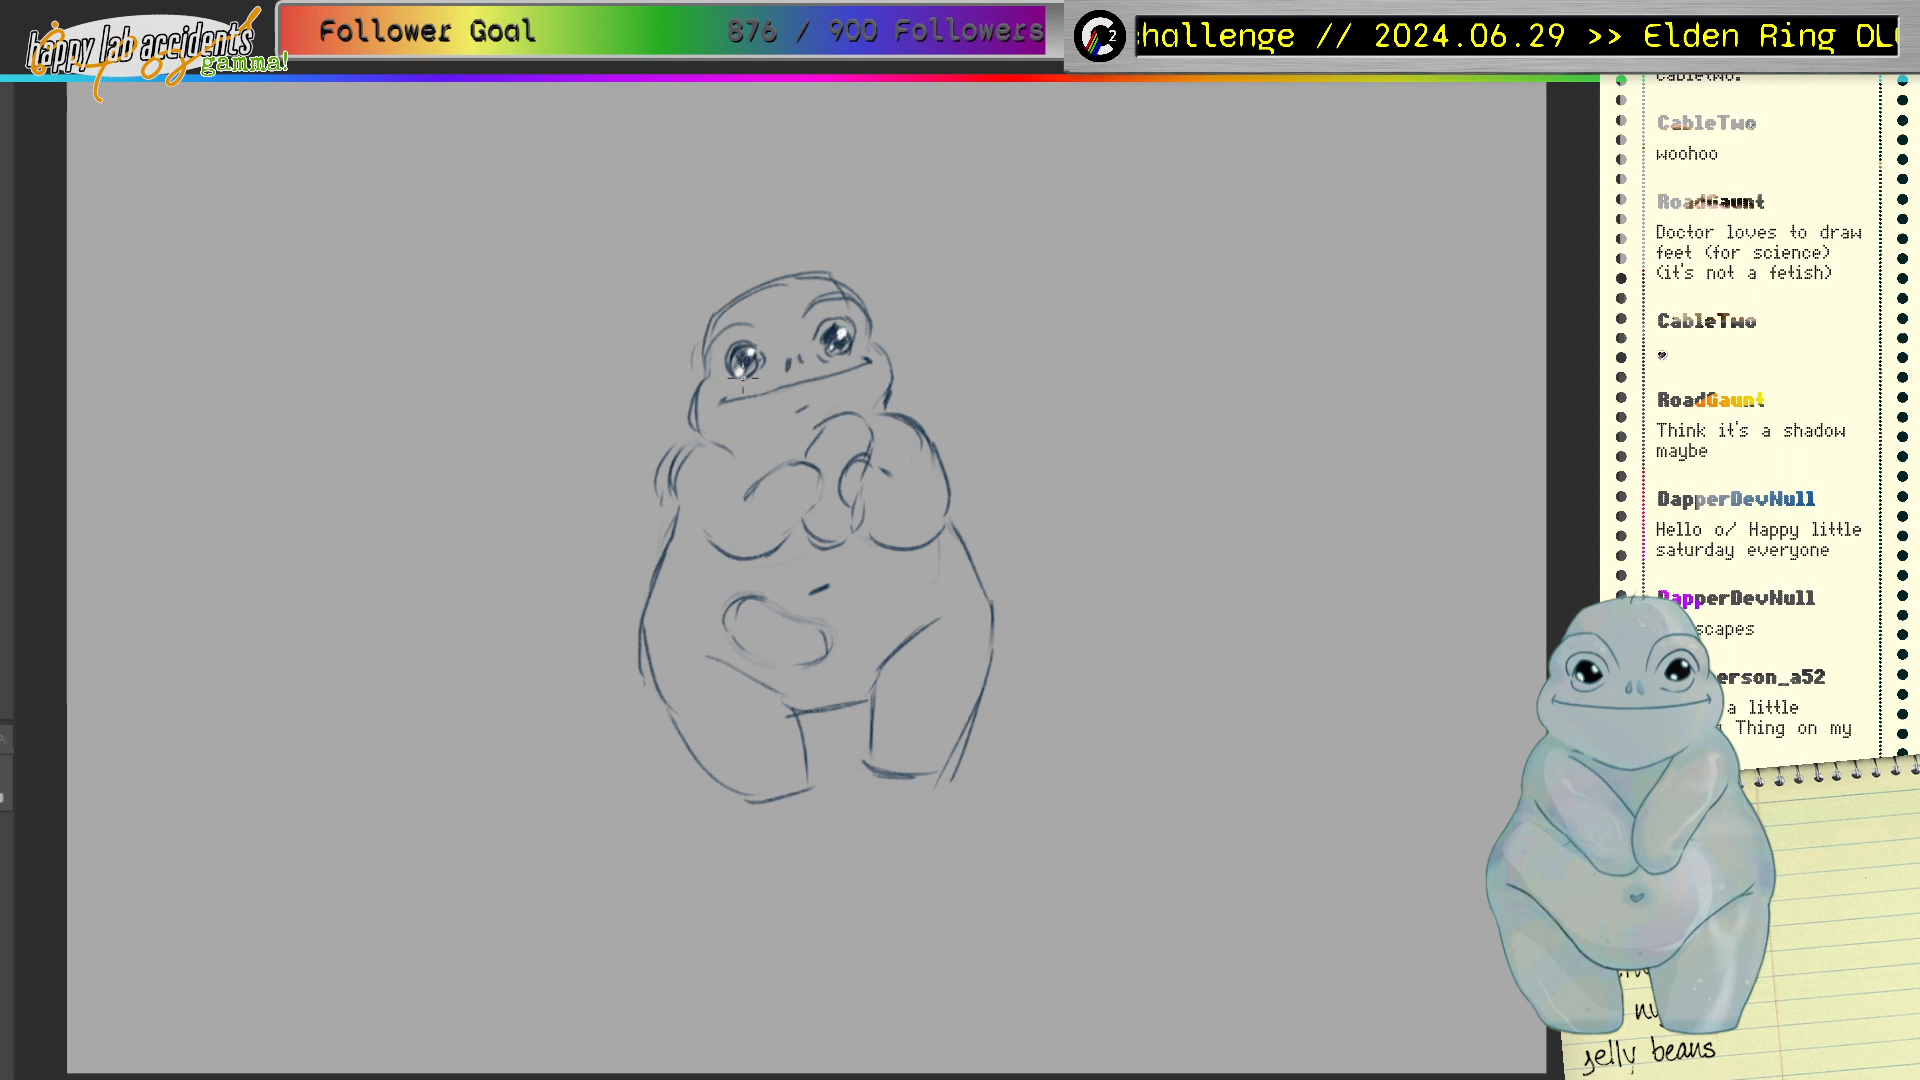 happy lab accidents
gamma!
Follower Goal
876 / 900 Followers
hallenge // 2024.06.29 >> Elden Ring DL
CableTwo
woohoo
RoadGaunt
Doctor loves to draw
feet (for science)
(it's not a fetish)
CableTwo
RoadGaunt
Think it's a shadow
maybe
DapperDevNull
Hello o/ Happy little
saturday everyone
DapperDevNull
scapes
erson_a52
a little
Thing on my
jelly beans